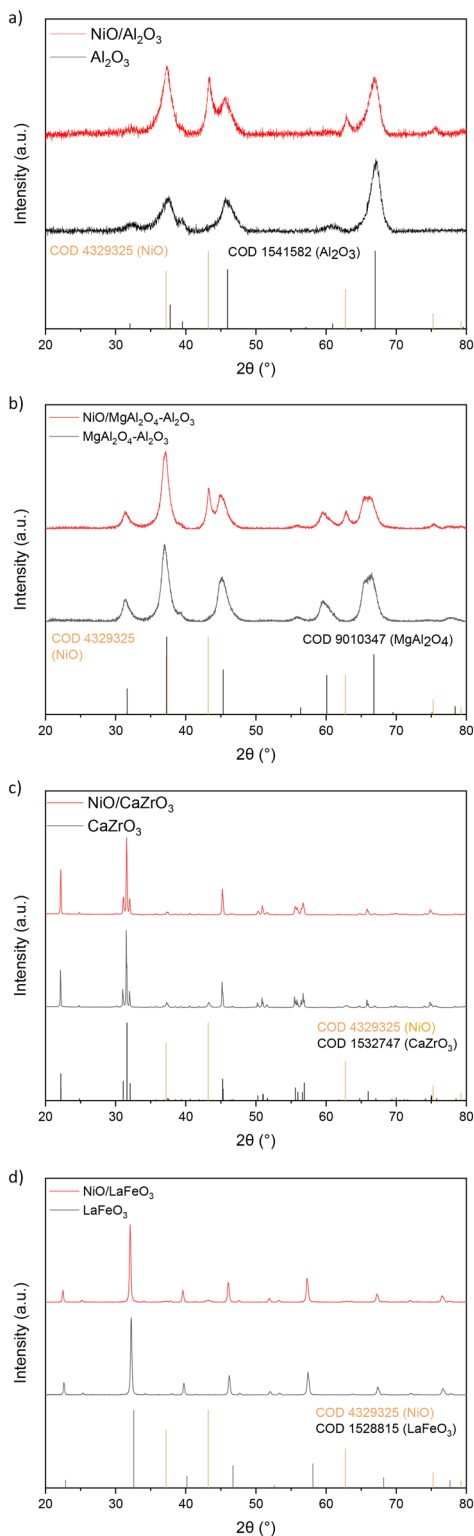 a)
NiO/Al₂O₃
Al₂O₃
COD 4329325 (NiO)
COD 1541582 (Al₂O₃)
Intensity (a.u.)
20 30 40 50 60 70 80
2θ (°)
b)
NiO/MgAl₂O₄-Al₂O₃
MgAl₂O₄-Al₂O₃
COD 4329325
(NiO)
COD 9010347 (MgAl₂O₄)
Intensity (a.u.)
20 30 40 50 60 70 80
2θ (°)
c)
NiO/CaZrO₃
CaZrO₃
COD 4329325 (NiO)
COD 1532747 (CaZrO₃)
Intensity (a.u.)
20 30 40 50 60 70 80
2θ (°)
d)
NiO/LaFeO₃
LaFeO₃
COD 4329325 (NiO)
COD 1528815 (LaFeO₃)
Intensity (a.u.)
20 30 40 50 60 70 80
2θ (°)